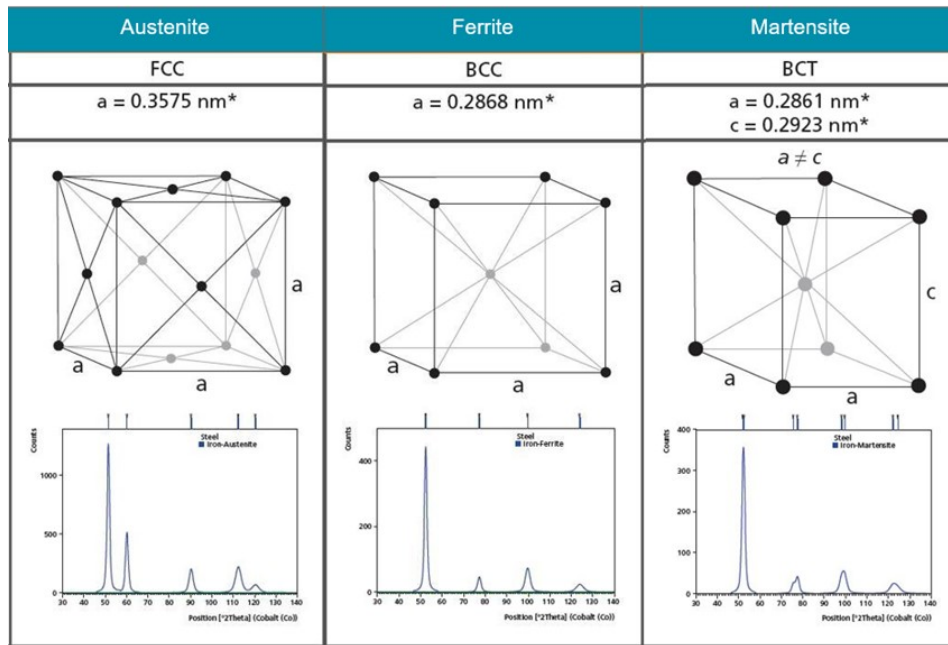 Austenite
Ferrite
Martensite
FCC
BCC
BCT
a = 0.3575 nm*
a = 0.2868 nm*
a = 0.2861 nm*
c = 0.2923 nm*
a
a
a
a
a
a
a ≠ c
c
a
a
Counts
Steel
Iron-Austenite
1000
500
0
30 40 50 60 70 80 90 100 110 120 130 140
Position [°2Theta] (Cobalt (Co))
Counts
Steel
Iron-Ferrite
400
200
0
30 40 50 60 70 80 90 100 110 120 130 140
Position [°2Theta] (Cobalt (Co))
Counts
Steel
Iron-Martensite
400
300
200
100
0
30 40 50 60 70 80 90 100 110 120 130 140
Position [°2Theta] (Cobalt (Co))